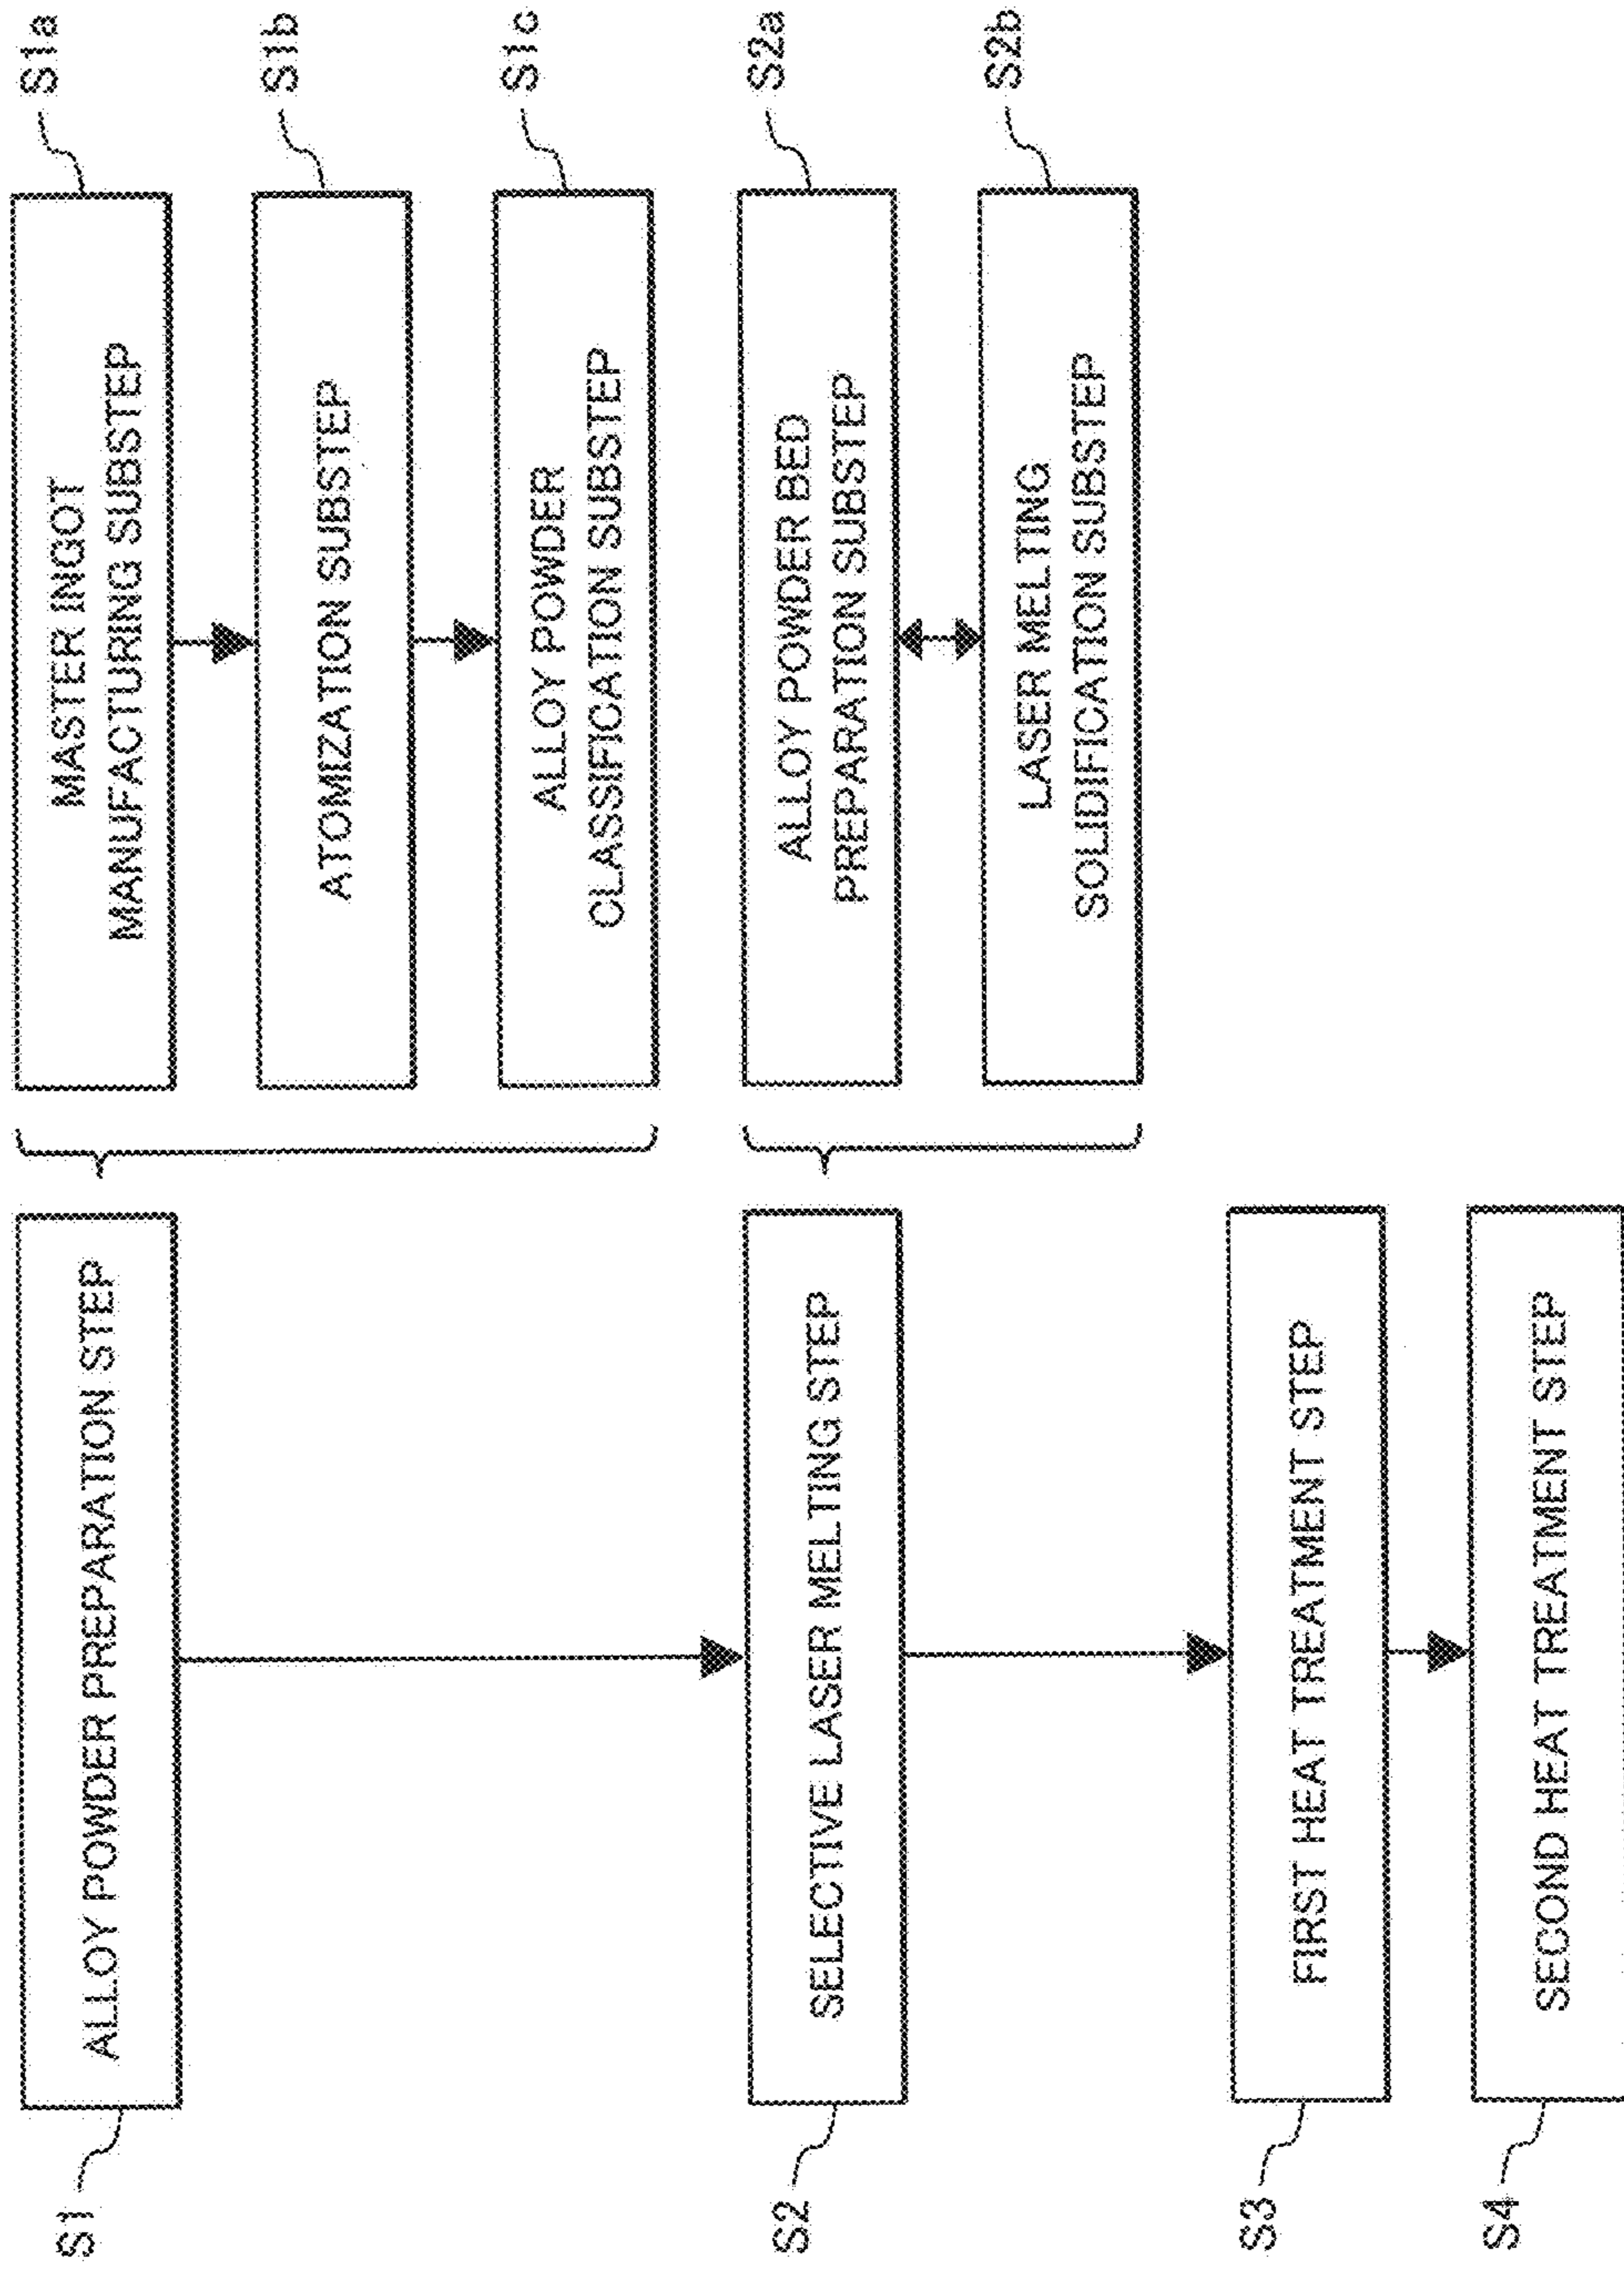 S1
ALLOY POWDER PREPARATION STEP
MASTER INGOT
MANUFACTURING SUBSTEP
S1a
ATOMIZATION SUBSTEP
S1b
ALLOY POWDER
CLASSIFICATION SUBSTEP
S1c
S2
SELECTIVE LASER MELTING STEP
ALLOY POWDER BED
PREPARATION SUBSTEP
S2a
LASER MELTING
SOLIDIFICATION SUBSTEP
S2b
S3
FIRST HEAT TREATMENT STEP
S4
SECOND HEAT TREATMENT STEP